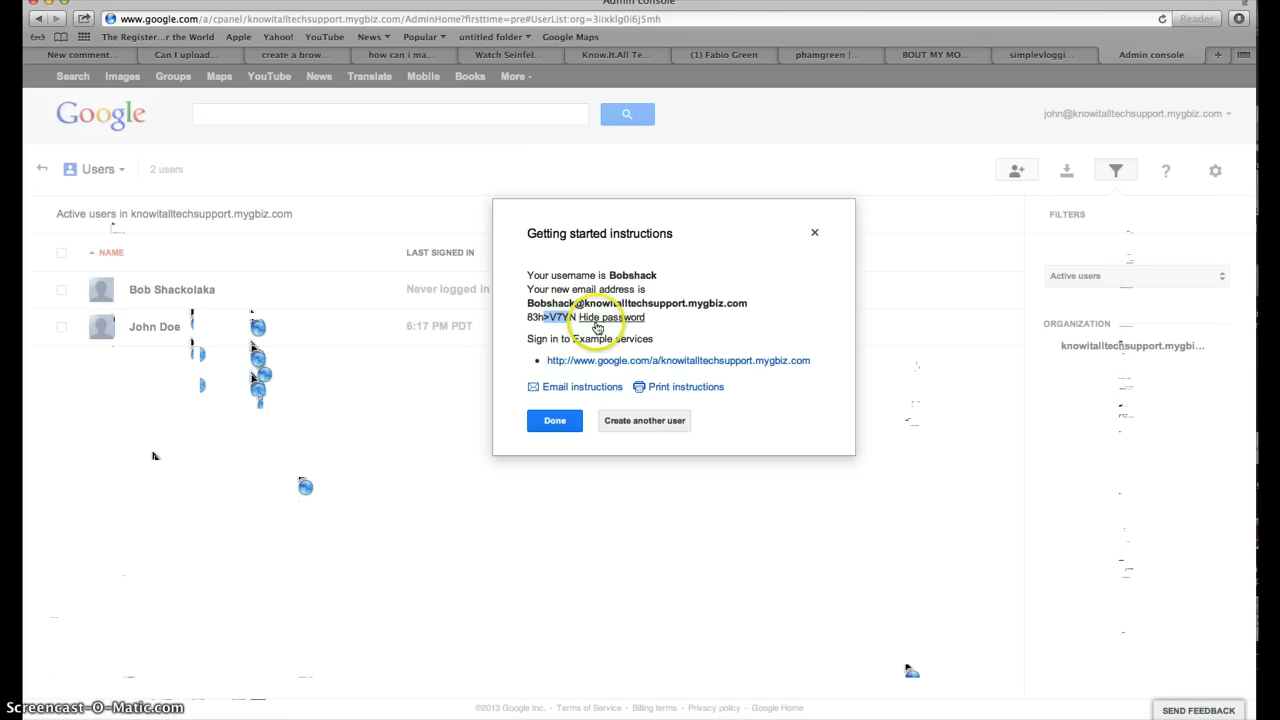 Admin console
www.google.com/a/cpanel/knowitalltechsupport.mygbiz.com/AdminHome?firsttime=pre#UserList:org=3iixklg0i6j5mh
Reader
The Register...r the World Apple Yahoo! YouTube News Popular untitled folder Google Maps
New comment... Can I upload... create a brow... how can i ma... Watch Seinfel... Know.It.All Te... (1) Fabio Green phamgreen |... BOUT MY MO... simplevloggi... Admin console
Search Images Groups Maps YouTube News Translate Mobile Books More
Google
john@knowitalltechsupport.mygbiz.com
Users 2 users
Active users in knowitalltechsupport.mygbiz.com
NAME LAST SIGNED IN
Bob Shackolaka Never logged in
John Doe 6:17 PM PDT
Getting started instructions
Your username is Bobshack
Your new email address is
Bobshack@knowitalltechsupport.mygbiz.com
83h>V7YN Hide password
Sign in to Example services
http://www.google.com/a/knowitalltechsupport.mygbiz.com
Email instructions Print instructions
Done Create another user
FILTERS
Active users
ORGANIZATION
knowitalltechsupport.mygbi...
©2013 Google Inc. - Terms of Service - Billing terms - Privacy policy - Google Home
SEND FEEDBACK
Screencast-O-Matic.com